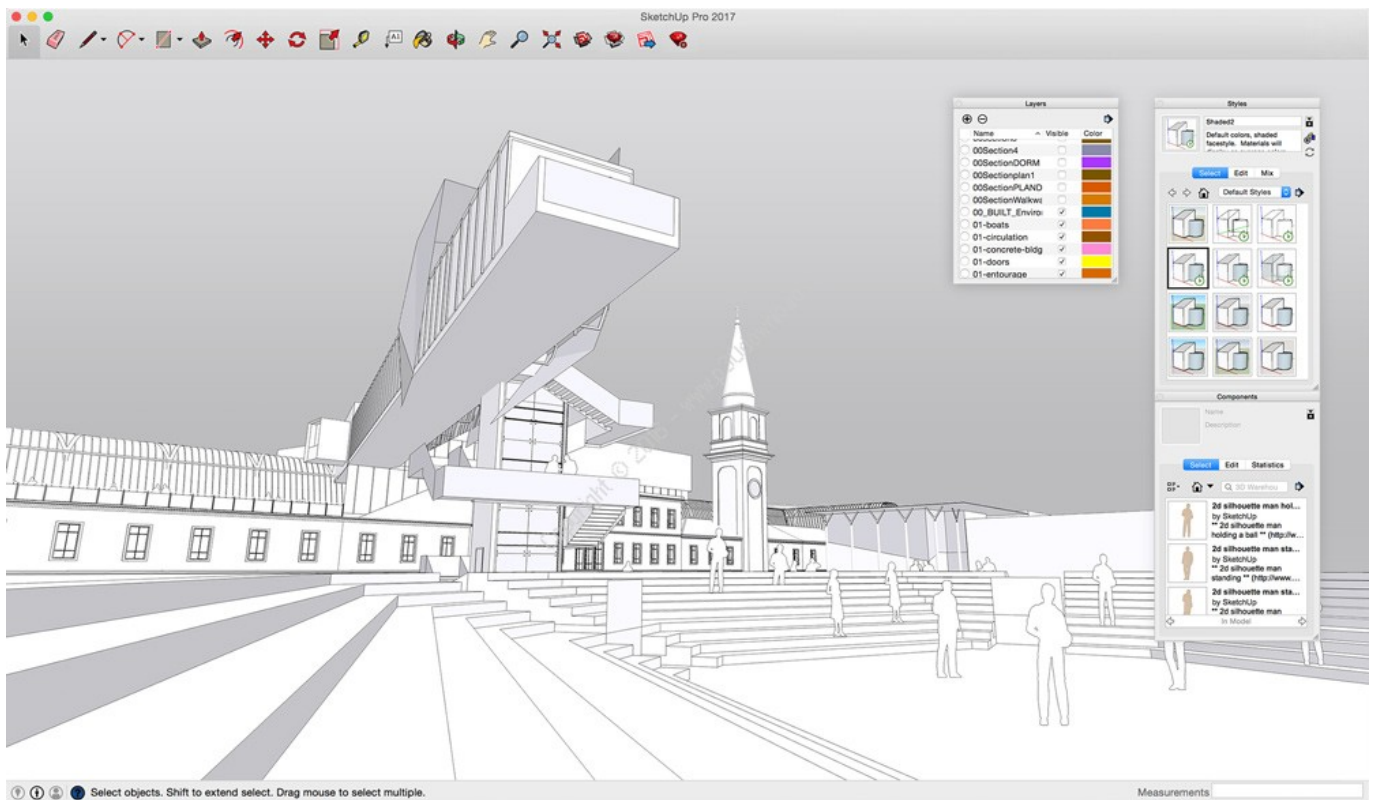 SketchUp Pro 2017
A1
Layers
Name Visible Color
00Section4
00SectionDORM
00Sectionplan1
00SectionPLAND
00SectionWalkwa
00_BUILT_Enviro
01-boats
01-circulation
01-concrete-bldg
01-doors
01-entourage
Styles
Shaded2
Default colors, shaded
facestyle. Materials will
Select Edit Mix
Default Styles
Components
Name
Description
Select Edit Statistics
3D Warehou
2d silhouette man hol...
by SketchUp
"" 2d silhouette man
holding a ball "" (http://w...
2d silhouette man sta...
by SketchUp
"" 2d silhouette man
standing "" (http://www....
2d silhouette man sta...
by SketchUp
"" 2d silhouette man
In Model
Select objects. Shift to extend select. Drag mouse to select multiple.
Measurements